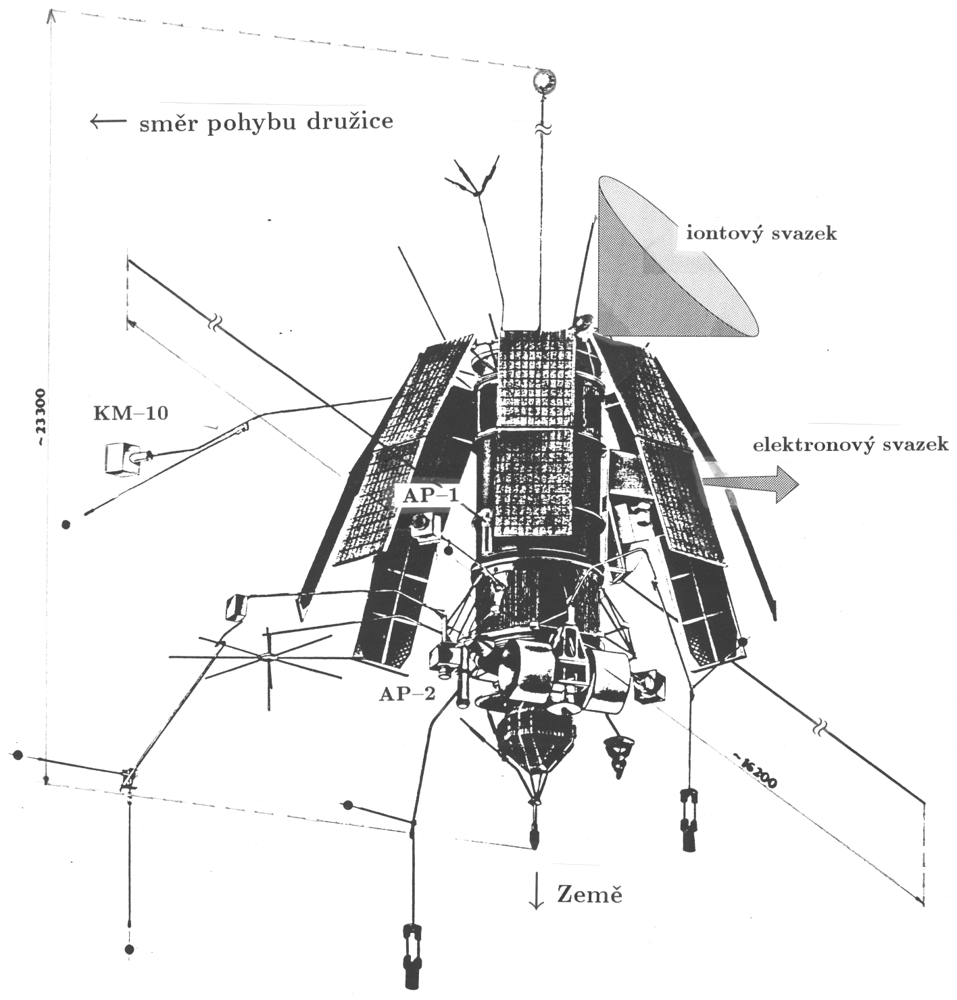 ← směr pohybu družice
iontový svazek
~23300
KM–10
elektronový svazek
AP–1
AP–2
~16200
Země